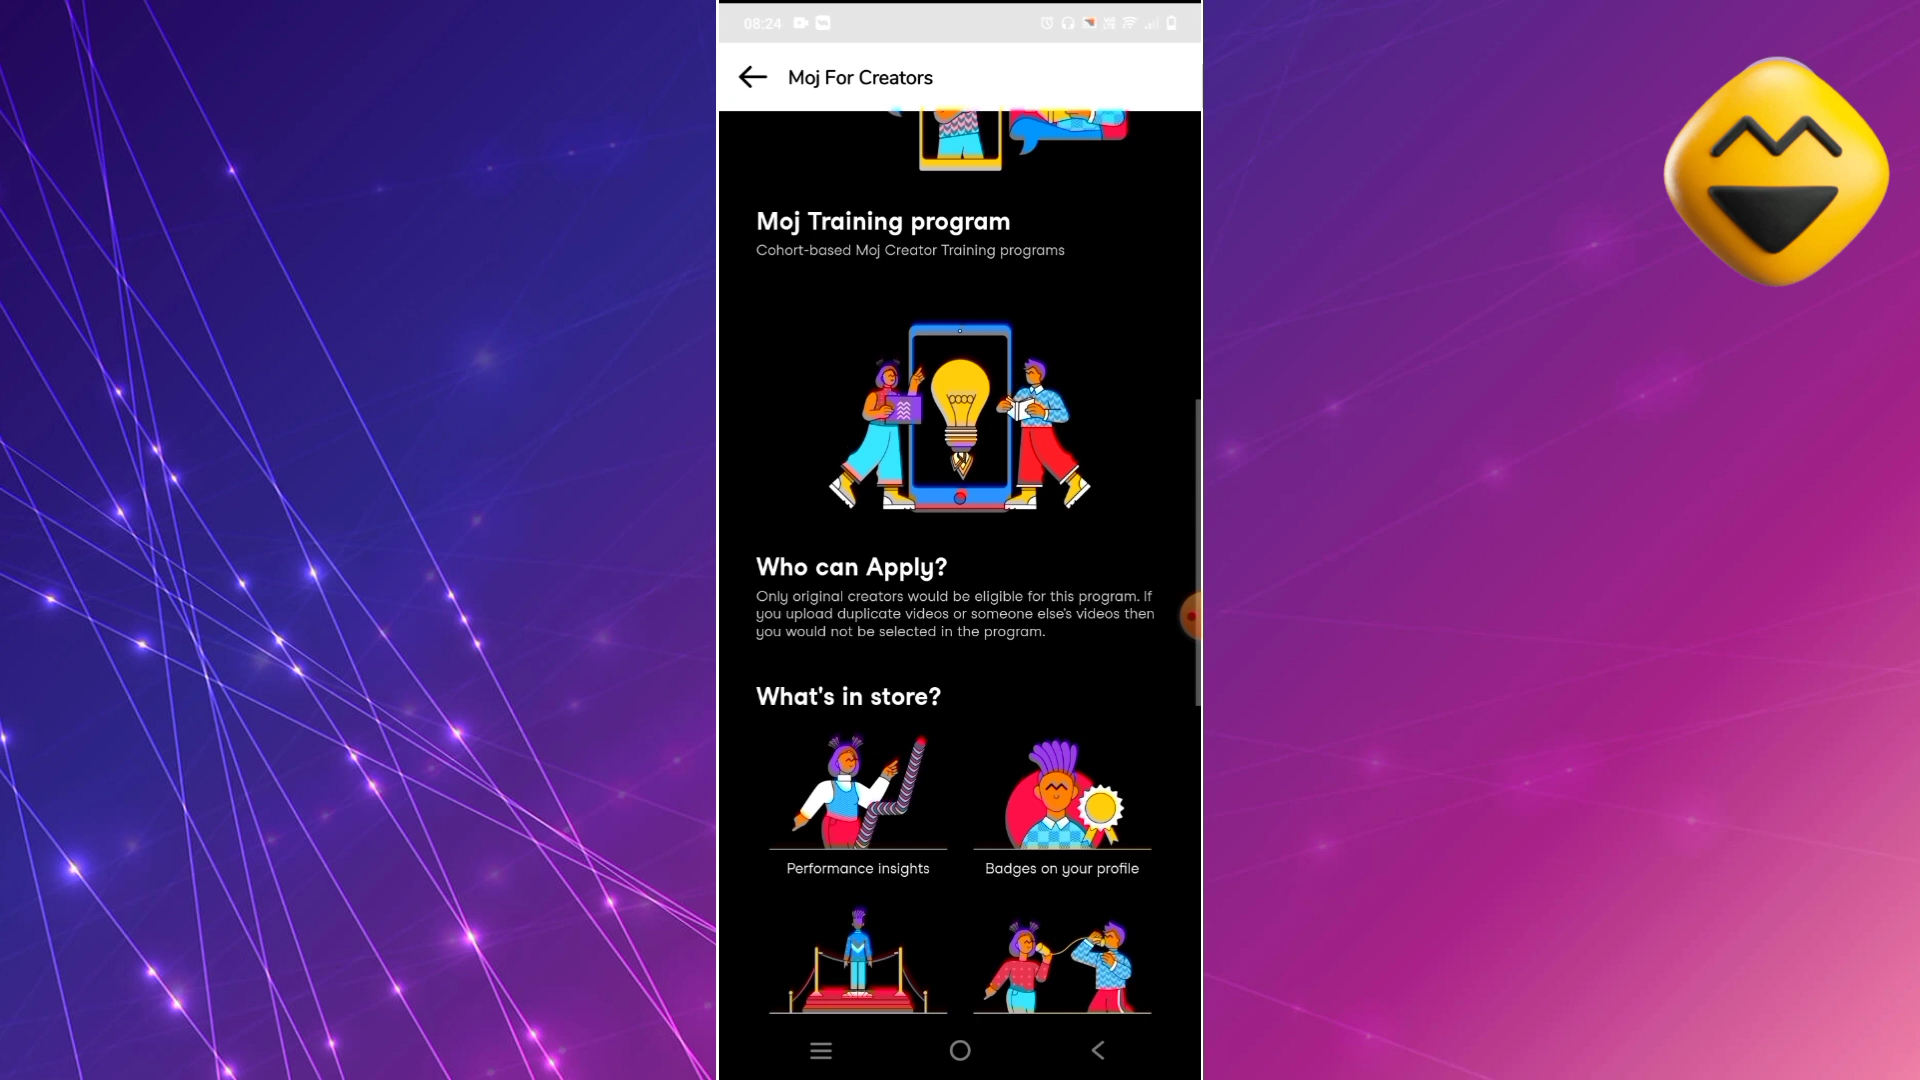 08:24
Moj For Creators
Moj Training program
Cohort-based Moj Creator Training programs
Who can Apply?
Only original creators would be eligible for this program. If
you upload duplicate videos or someone else's videos then
you would not be selected in the program.
What's in store?
Performance insights
Badges on your profile